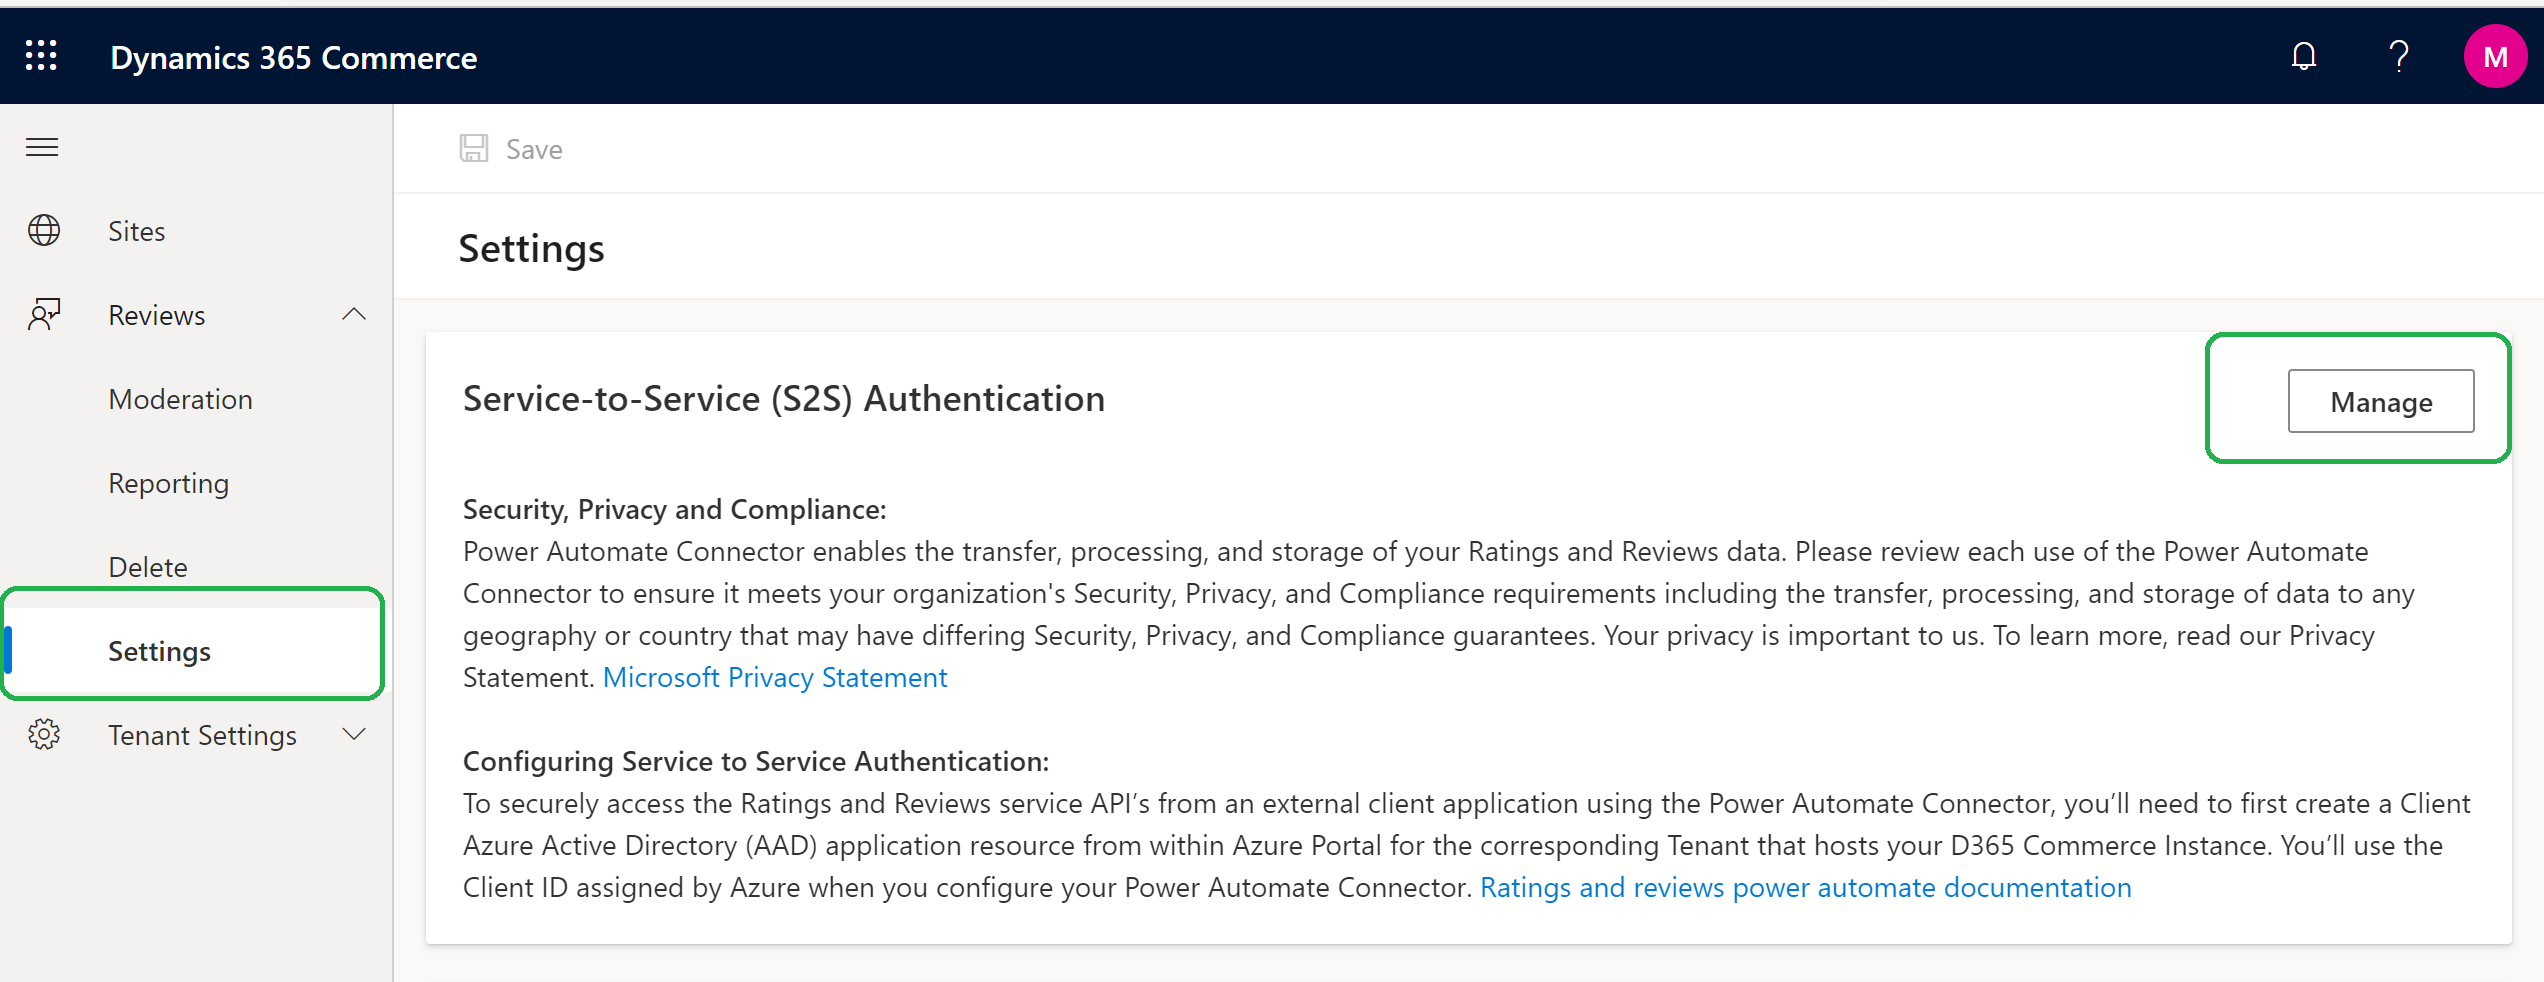 Dynamics 365 Commerce
M
Save
Sites
Settings
Reviews
Moderation
Reporting
Delete
Settings
Tenant Settings
Service-to-Service (S2S) Authentication
Manage
Security, Privacy and Compliance:
Power Automate Connector enables the transfer, processing, and storage of your Ratings and Reviews data. Please review each use of the Power Automate
Connector to ensure it meets your organization's Security, Privacy, and Compliance requirements including the transfer, processing, and storage of data to any
geography or country that may have differing Security, Privacy, and Compliance guarantees. Your privacy is important to us. To learn more, read our Privacy
Statement. Microsoft Privacy Statement
Configuring Service to Service Authentication:
To securely access the Ratings and Reviews service API’s from an external client application using the Power Automate Connector, you’ll need to first create a Client
Azure Active Directory (AAD) application resource from within Azure Portal for the corresponding Tenant that hosts your D365 Commerce Instance. You’ll use the
Client ID assigned by Azure when you configure your Power Automate Connector. Ratings and reviews power automate documentation